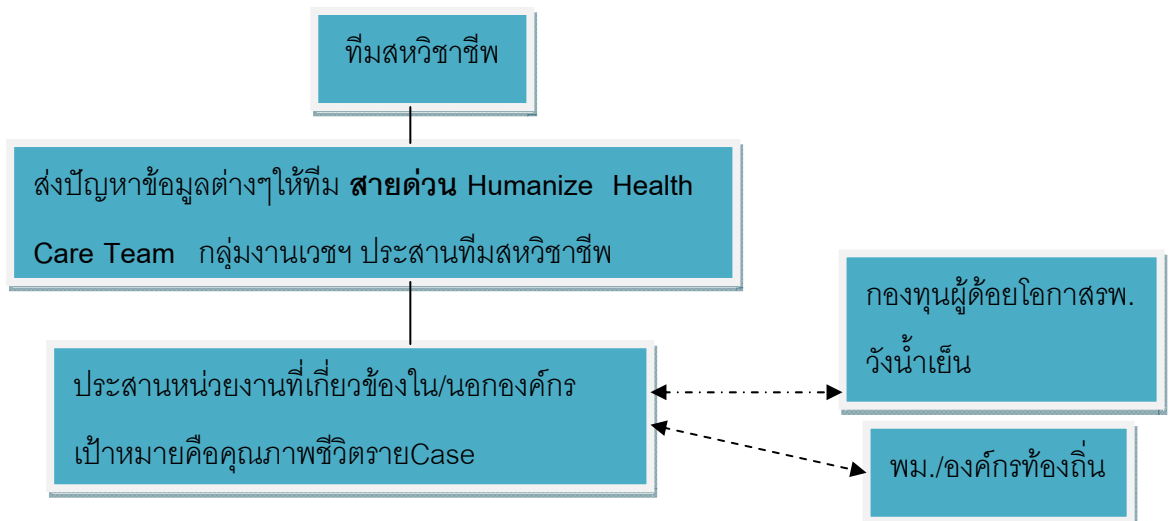 ทีมสหวิชาชีพ
ส่งปัญหาข้อมูลต่างๆให้ทีม สายด่วน Humanize Health
Care Team กลุ่มงานเวชฯ ประสานทีมสหวิชาชีพ
กองทุนผู้ด้อยโอกาสรพ.
วังน้ำเย็น
ประสานหน่วยงานที่เกี่ยวข้องใน/นอกองค์กร
เป้าหมายคือคุณภาพชีวิตรายCase
พม./องค์กรท้องถิ่น